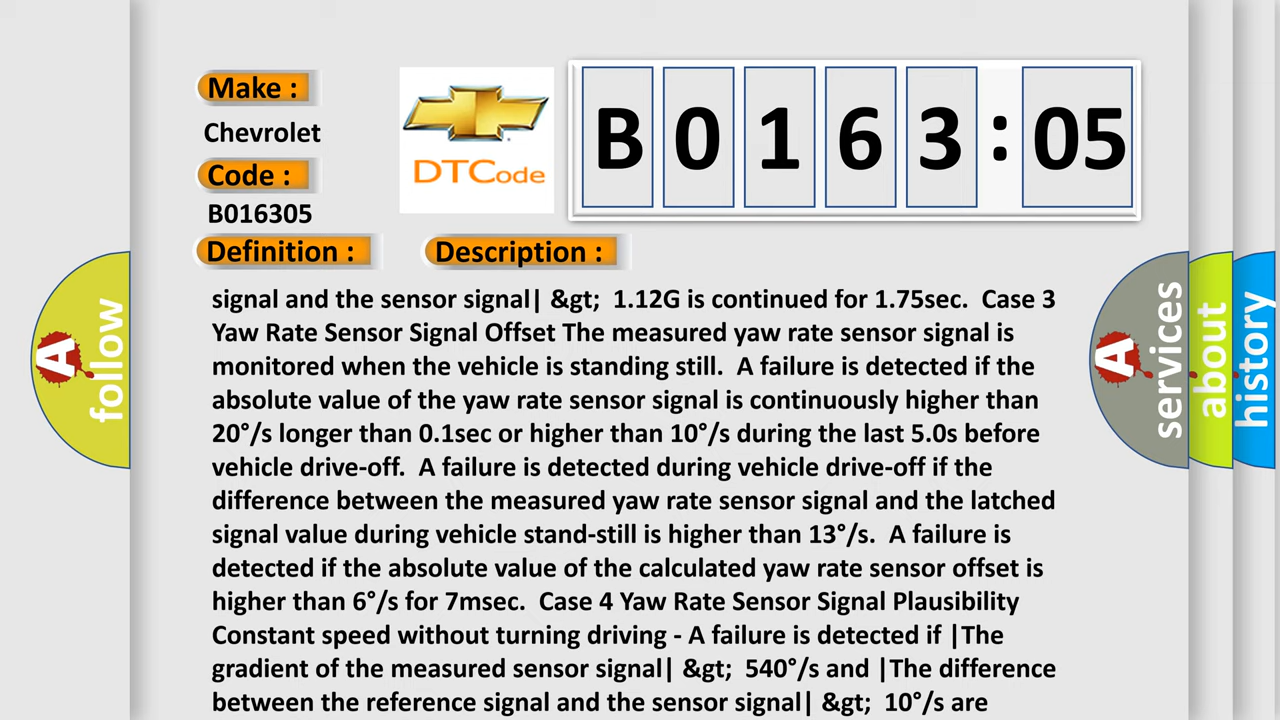 Make :
Chevrolet
Code :
B016305
DTCode
B0163:05
Definition :
Description :
signal and the sensor signal| &gt; 1.12G is continued for 1.75sec. Case 3
Yaw Rate Sensor Signal Offset The measured yaw rate sensor signal is
monitored when the vehicle is standing still. A failure is detected if the
absolute value of the yaw rate sensor signal is continuously higher than
20°/s longer than 0.1sec or higher than 10°/s during the last 5.0s before
vehicle drive-off. A failure is detected during vehicle drive-off if the
difference between the measured yaw rate sensor signal and the latched
signal value during vehicle stand-still is higher than 13°/s. A failure is
detected if the absolute value of the calculated yaw rate sensor offset is
higher than 6°/s for 7msec. Case 4 Yaw Rate Sensor Signal Plausibility
Constant speed without turning driving - A failure is detected if |The
gradient of the measured sensor signal| &gt; 540°/s and |The difference
between the reference signal and the sensor signal| &gt; 10°/s are
A follow
A services
about
history